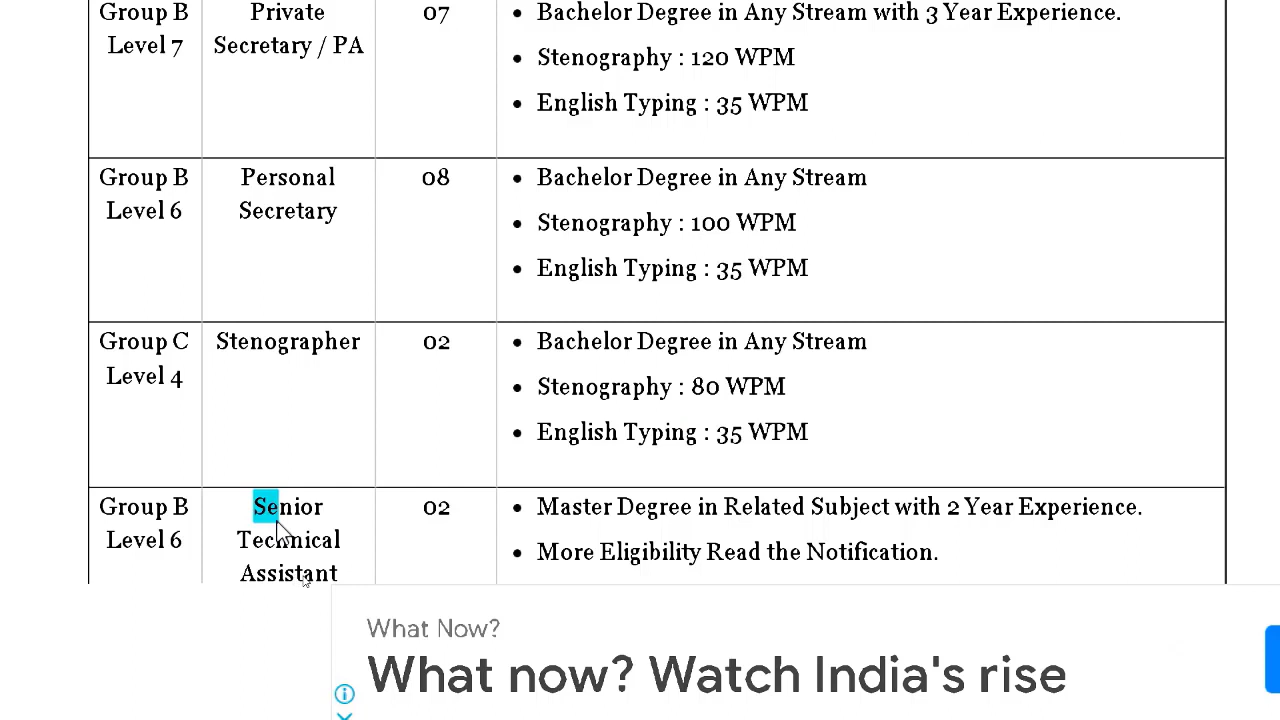 Group B Private 07 • Bachelor Degree in Any Stream with 3 Year Experience.
Level 7 Secretary / PA
• Stenography : 120 WPM
• English Typing : 35 WPM
Group B Personal 08 • Bachelor Degree in Any Stream
Level 6 Secretary
• Stenography : 100 WPM
• English Typing : 35 WPM
Group C Stenographer 02 • Bachelor Degree in Any Stream
Level 4
• Stenography : 80 WPM
• English Typing : 35 WPM
Group B Senior 02 • Master Degree in Related Subject with 2 Year Experience.
Level 6 Technical
• More Eligibility Read the Notification.
Assistant
What Now?
What now? Watch India's rise